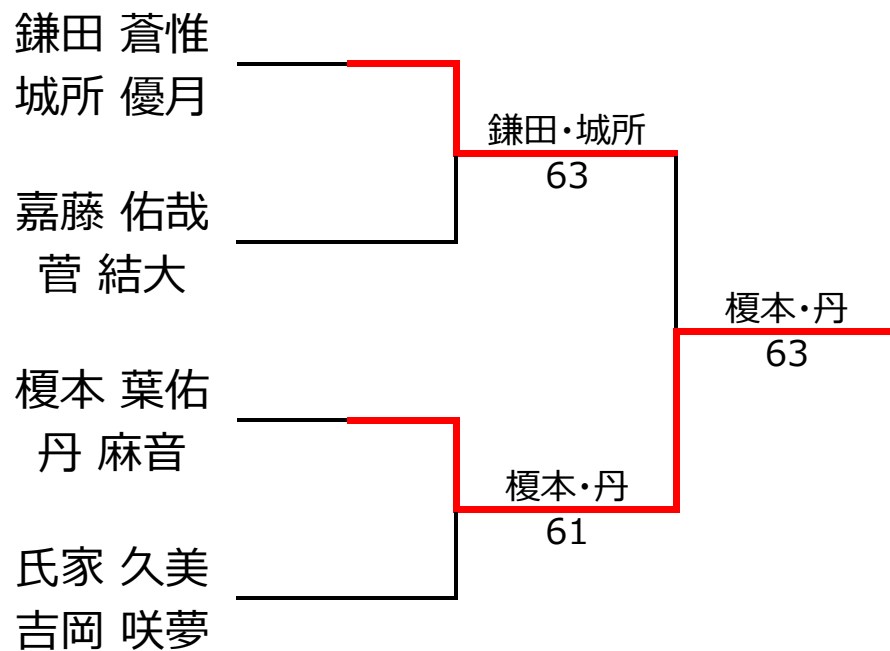 鎌田 蒼惟
城所 優月
鎌田・城所
63
嘉藤 佑哉
菅 結大
榎本・丹
63
榎本 葉佑
丹 麻音
榎本・丹
61
氏家 久美
吉岡 咲夢